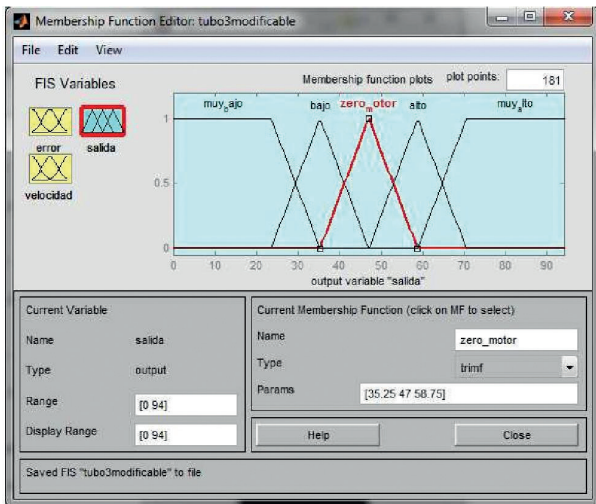 Membership Function Editor: tubo3modificable
File Edit View
FIS Variables
Membership function plots plot points: 181
error
salida
velocidad
muy_bajo bajo zero_motor alto muy_alto
1
0.5
0
0 10 20 30 40 50 60 70 80 90
output variable "salida"
Current Variable
Name salida
Type output
Range [0 94]
Display Range [0 94]
Current Membership Function (click on MF to select)
Name zero_motor
Type trimf
Params [35.25 47 58.75]
Help Close
Saved FIS "tubo3modificable" to file